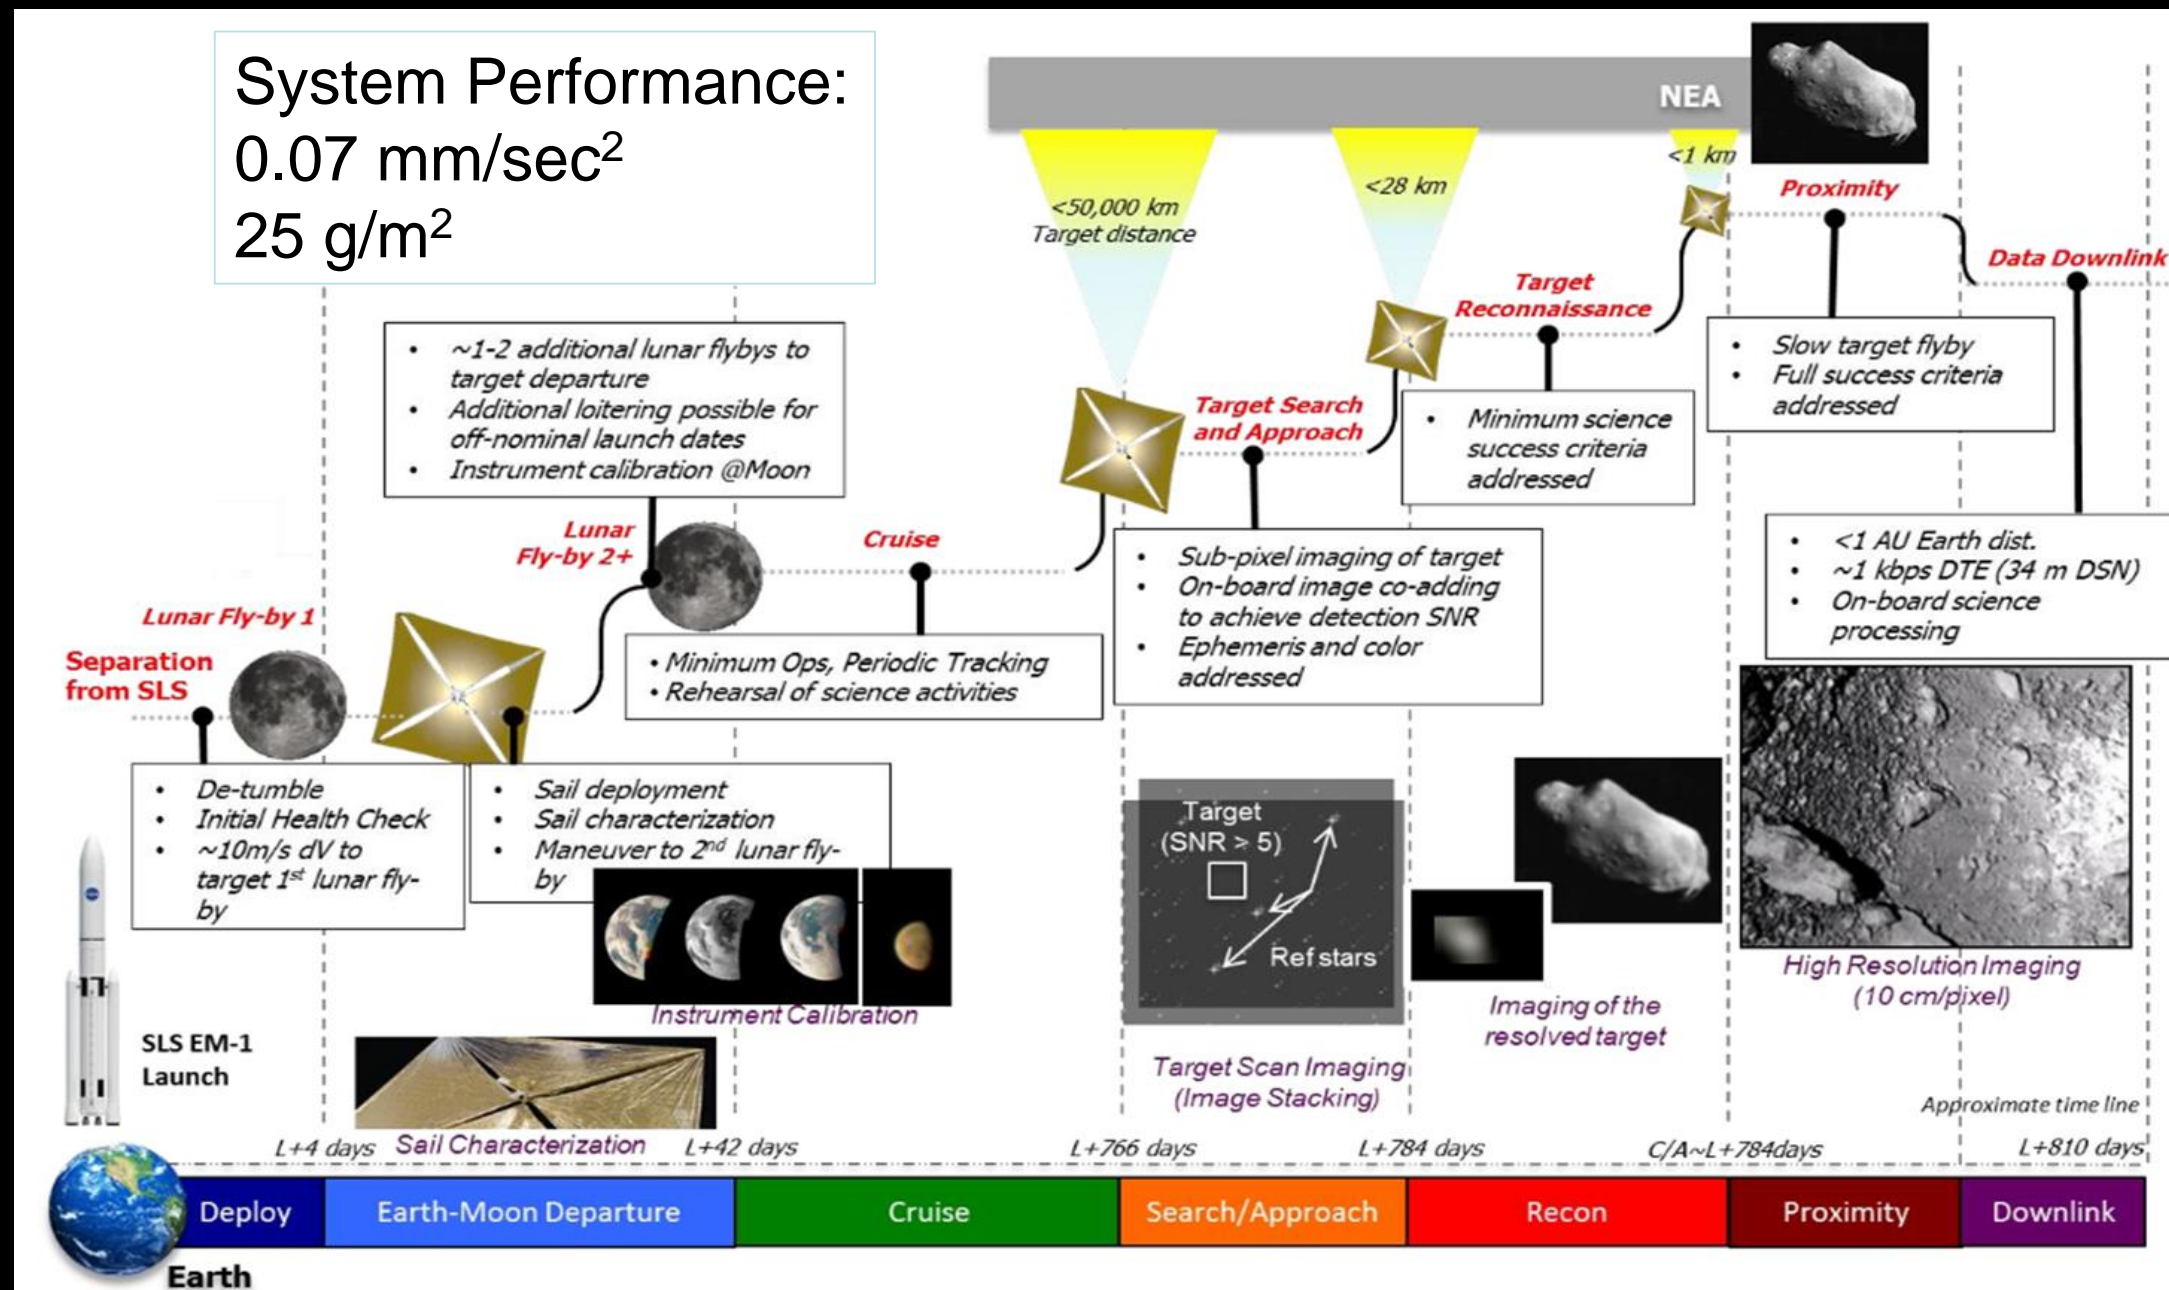 System Performance:
0.07 mm/sec²
25 g/m²
NEA
<50,000 km
Target distance
<28 km
<1 km
Proximity
Data Downlink
Target
Reconnaissance
• ~1-2 additional lunar flybys to
target departure
• Additional loitering possible for
off-nominal launch dates
• Instrument calibration @Moon
• Slow target flyby
• Full success criteria
addressed
Target Search
and Approach
• Minimum science
success criteria
addressed
Lunar
Fly-by 2+
Cruise
• Sub-pixel imaging of target
• On-board image co-adding
to achieve detection SNR
• Ephemeris and color
addressed
• <1 AU Earth dist.
• ~1 kbps DTE (34 m DSN)
• On-board science
processing
Lunar Fly-by 1
Separation
from SLS
• Minimum Ops, Periodic Tracking
• Rehearsal of science activities
• De-tumble
• Initial Health Check
• ~10m/s dV to
target 1st lunar fly-
by
• Sail deployment
• Sail characterization
• Maneuver to 2nd lunar fly-
by
Target
(SNR > 5)
Ref stars
Instrument Calibration
High Resolution Imaging
(10 cm/pixel)
Imaging of the
resolved target
SLS EM-1
Launch
Target Scan Imaging
(Image Stacking)
Approximate time line
L+4 days
Sail Characterization
L+42 days
L+766 days
L+784 days
C/A~L+784days
L+810 days
Deploy
Earth-Moon Departure
Cruise
Search/Approach
Recon
Proximity
Downlink
Earth